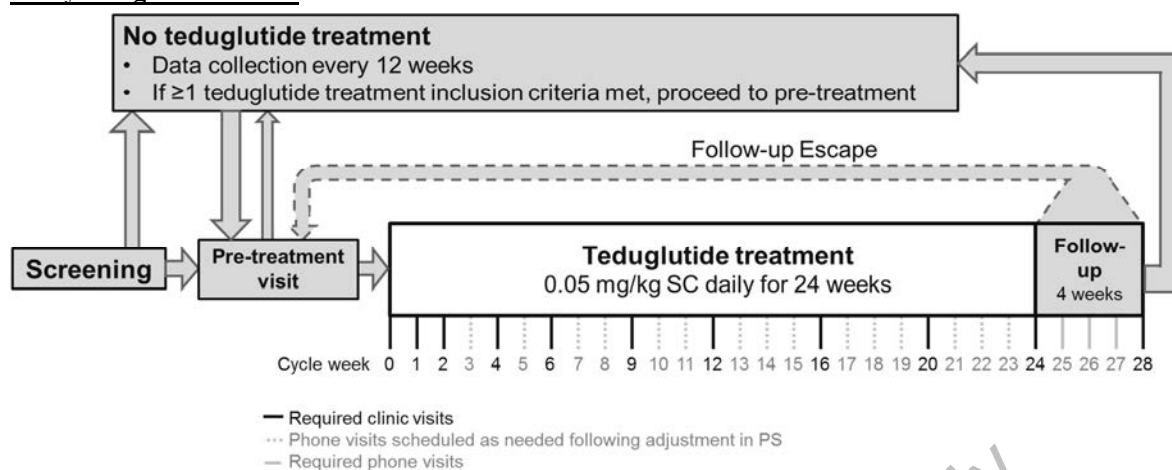 No teduglutide treatment
• Data collection every 12 weeks
• If ≥1 teduglutide treatment inclusion criteria met, proceed to pre-treatment
Follow-up Escape
Screening
Pre-treatment
visit
Teduglutide treatment
0.05 mg/kg SC daily for 24 weeks
Follow-
up
4 weeks
Cycle week 0 1 2 3 4 5 6 7 8 9 10 11 12 13 14 15 16 17 18 19 20 21 22 23 24 25 26 27 28
Required clinic visits
Phone visits scheduled as needed following adjustment in PS
Required phone visits